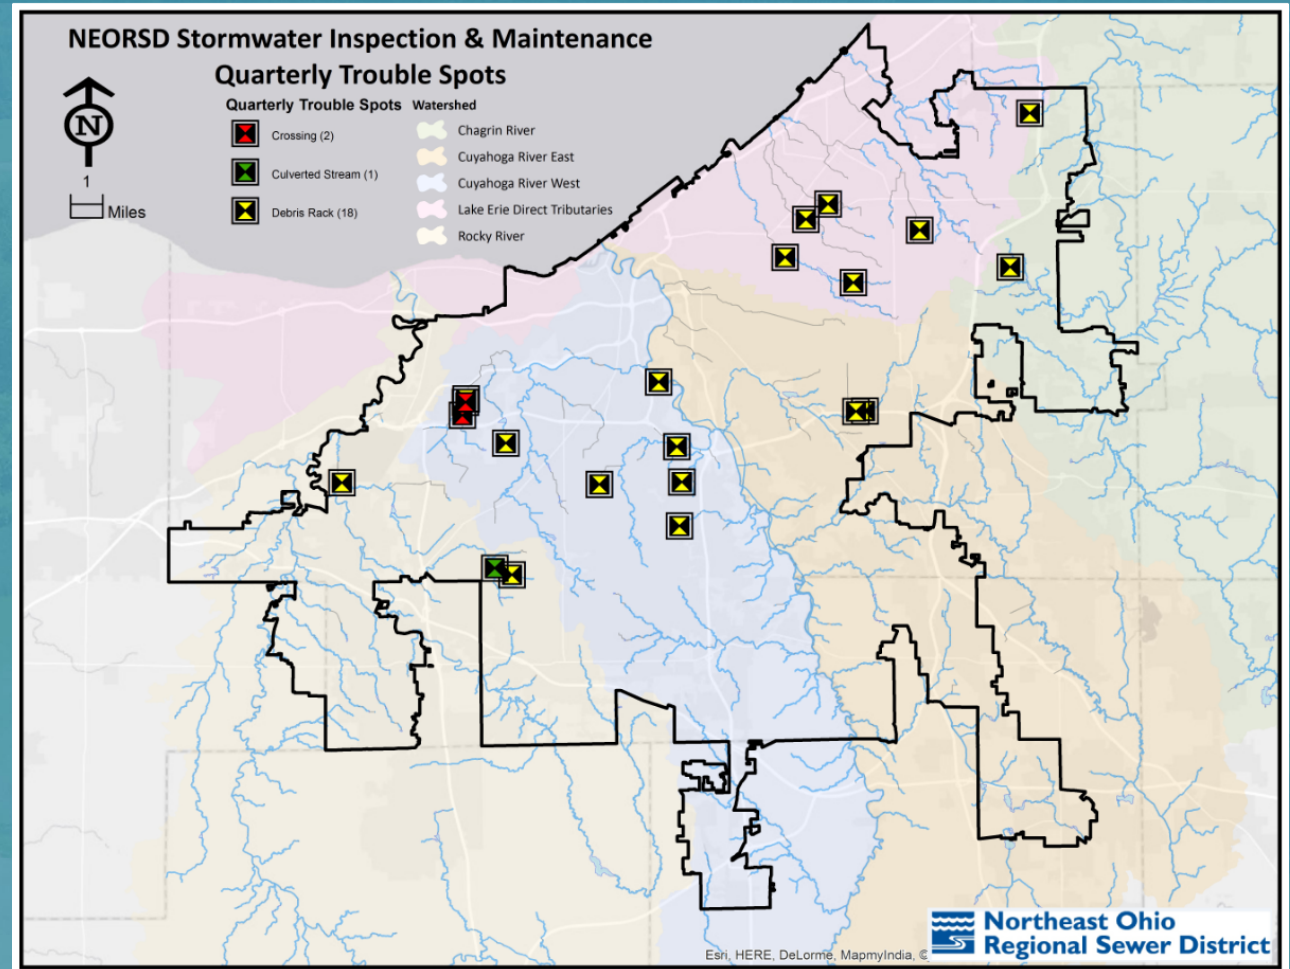 NEORSD Stormwater Inspection & Maintenance
Quarterly Trouble Spots
N
1
Miles
Quarterly Trouble Spots
Crossing (2)
Culverted Stream (1)
Debris Rack (18)
Watershed
Chagrin River
Cuyahoga River East
Cuyahoga River West
Lake Erie Direct Tributaries
Rocky River
Esri, HERE, DeLorme, MapmyIndia, ©
Northeast Ohio
Regional Sewer District